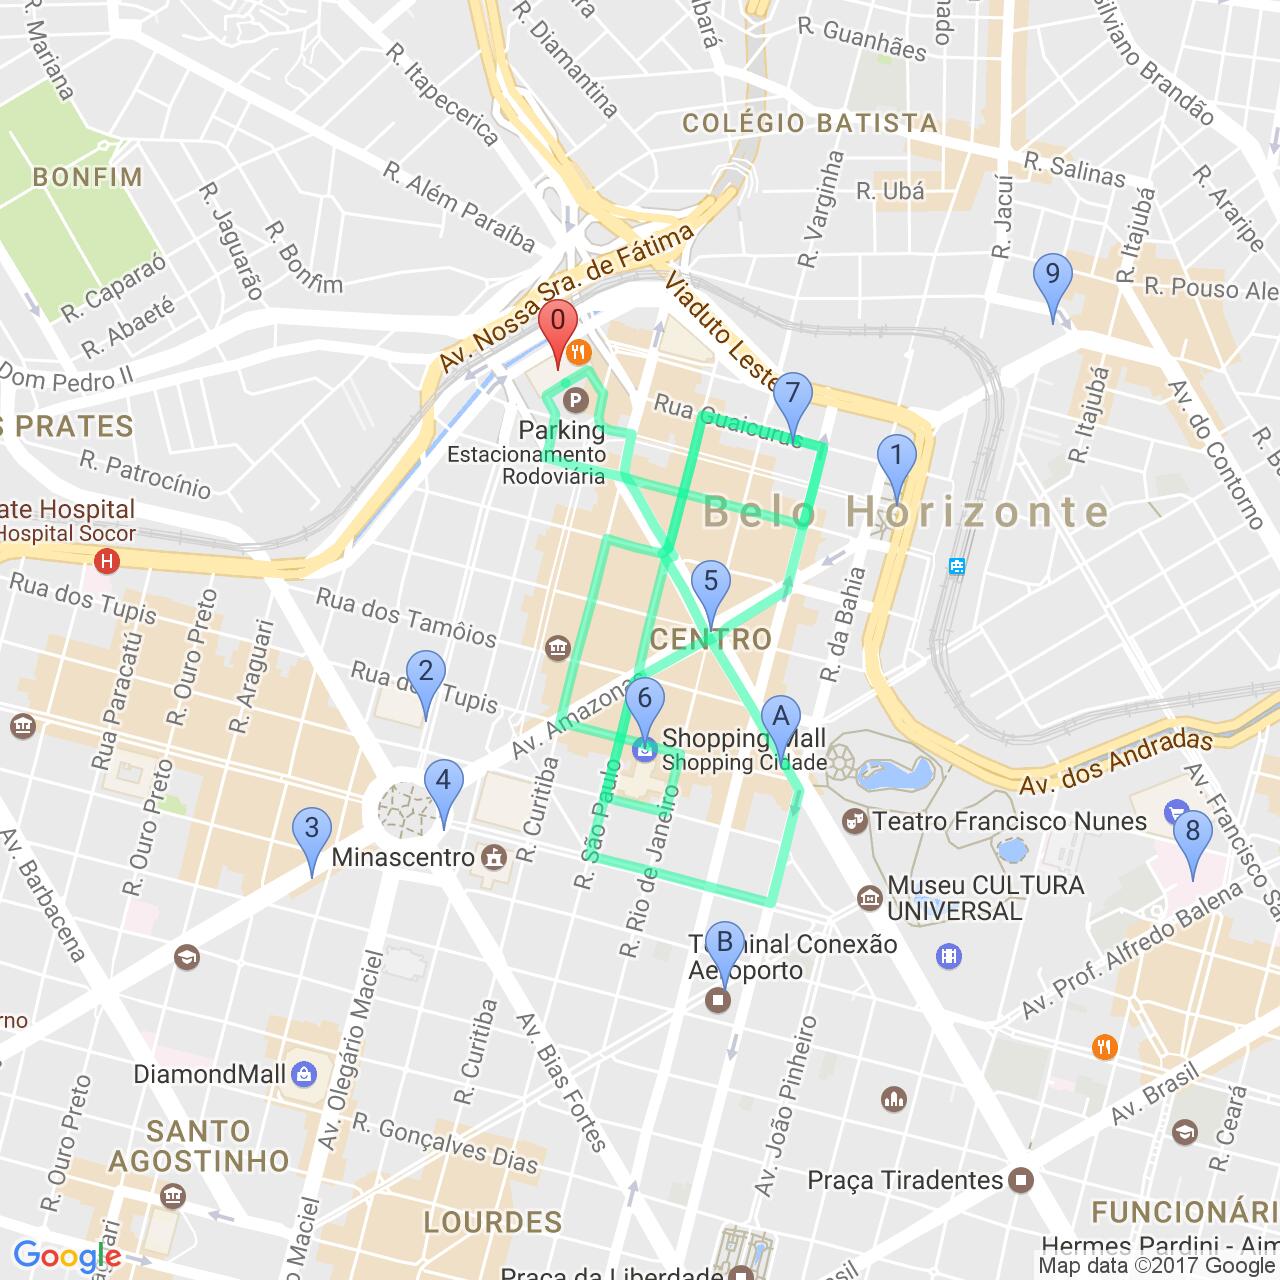 R. Mariana
R. Diamantina
R. Guanhães
Silviano Brandão
R. Itapecerica
COLÉGIO BATISTA
BONFIM
R. Além Paraíba
R. Varginha
R. Ubá
R. Salinas
R. Araripe
R. Jaguarão
R. Bonfim
R. Jacuí
R. Itajubá
R. Caparaó
R. Abaeté
Av. Nossa Sra. de Fátima
Viaduto Leste
9
R. Pouso Ale
0
Dom Pedro II
7
Rua Guaicurus
R. Itajubá
Av. do Contorno
S PRATES
R. Patrocínio
P
Parking
Estacionamento
Rodoviária
1
ate Hospital
Hospital Socor
H
Belo Horizonte
Rua dos Tupis
R. Ouro Preto
Rua dos Tamôios
5
CENTRO
R. da Bahia
R. Araguari
Rua Paracatú
2
Rua dos Tupis
6
A
Av. Amazonas
Shopping Mall
Shopping Cidade
Av. dos Andradas
R. Ouro Preto
4
3
R. Curitiba
R. São Paulo
R. Rio de Janeiro
Teatro Francisco Nunes
8
Av. Francisco Sa
Minascentro
Av. Barbacena
Museu CULTURA
UNIVERSAL
Av. Prof. Alfredo Balena
B
Terminal Conexão
Aeroporto
Av. Olegário Maciel
rno
R. Curitiba
Av. Bias Fortes
Av. João Pinheiro
DiamondMall
R. Ouro Preto
Av. Brasil
R. Ceará
SANTO
AGOSTINHO
R. Gonçalves Dias
Praça Tiradentes
LOURDES
FUNCIONÁRI
Maciel
Google
Praça da Liberdade
Hermes Pardini - Aim
Map data ©2017 Google